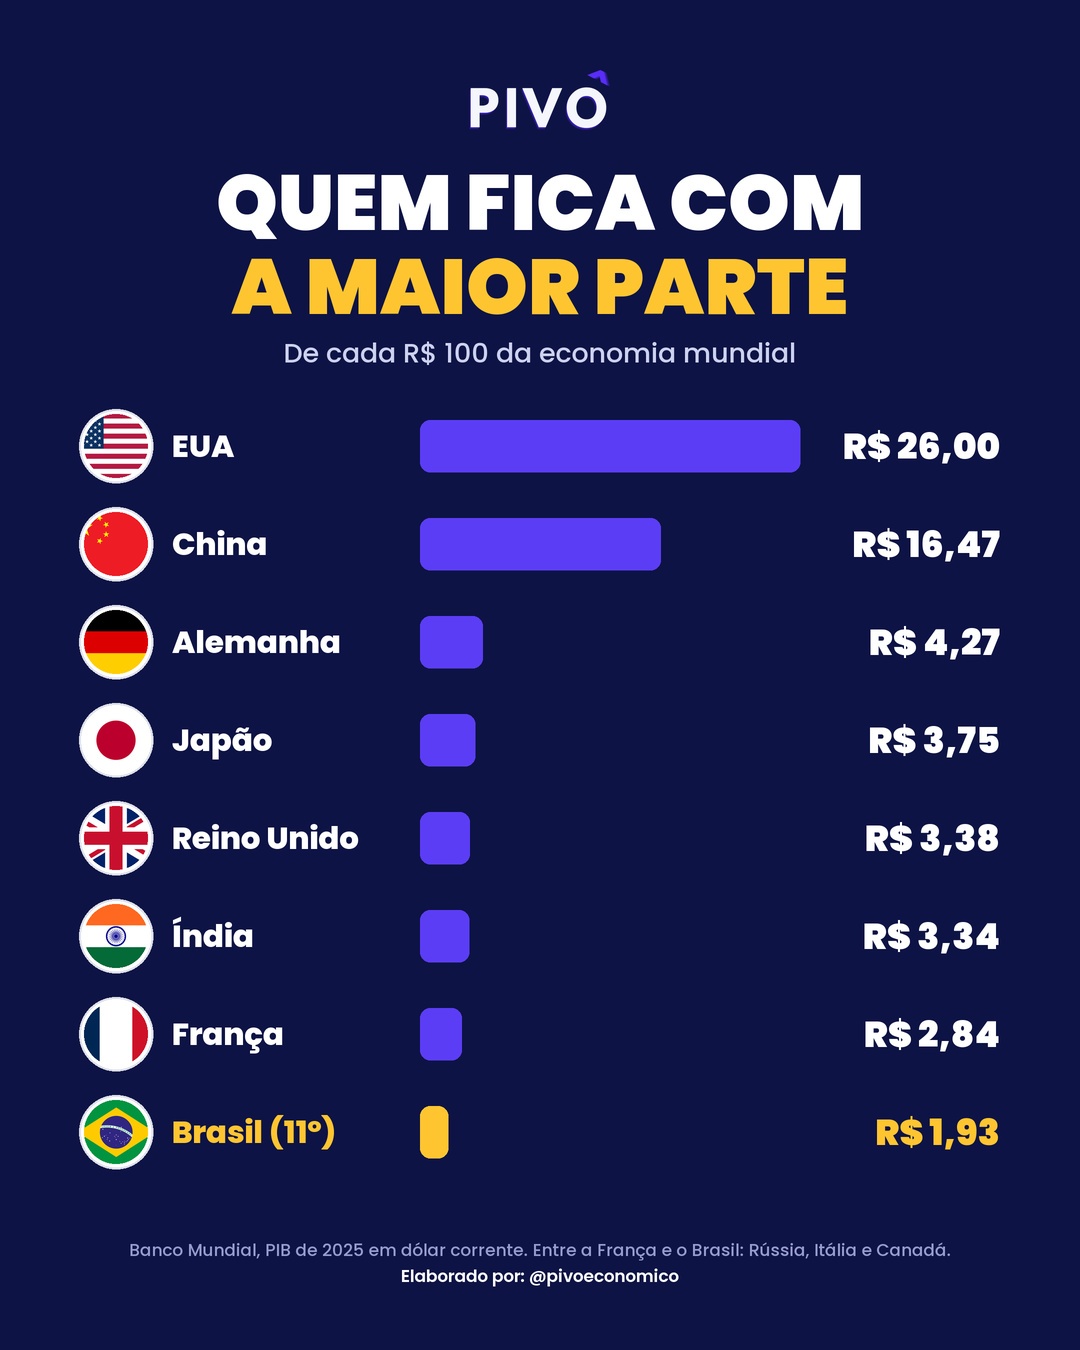 PIVÔ
QUEM FICA COM
A MAIOR PARTE
De cada R$ 100 da economia mundial
EUA R$ 26,00
China R$ 16,47
Alemanha R$ 4,27
Japão R$ 3,75
Reino Unido R$ 3,38
Índia R$ 3,34
França R$ 2,84
Brasil (11º) R$ 1,93
Banco Mundial, PIB de 2025 em dólar corrente. Entre a França e o Brasil: Rússia, Itália e Canadá.
Elaborado por: @pivoeconomico